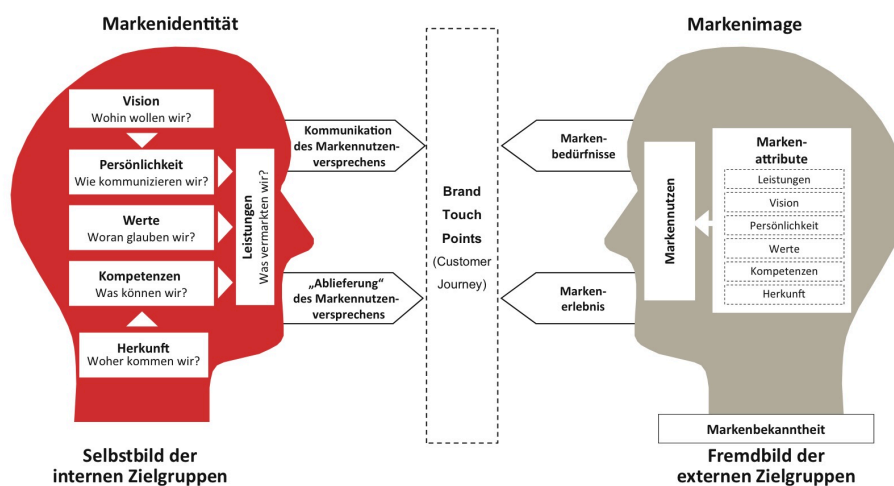 Markenidentität
Vision
Wohin wollen wir?
Persönlichkeit
Wie kommunizieren wir?
Werte
Woran glauben wir?
Kompetenzen
Was können wir?
Herkunft
Woher kommen wir?
Leistungen
Was vermarkten wir?
Selbstbild der
internen Zielgruppen
Kommunikation
des Markennutzen-
versprechens
„Ablieferung“
des Markennutzen-
versprechens
Brand
Touch
Points
(Customer
Journey)
Markenimage
Marken-
bedürfnisse
Marken-
erlebnis
Markennutzen
Marken-
attribute
Leistungen
Vision
Persönlichkeit
Werte
Kompetenzen
Herkunft
Markenbekanntheit
Fremdbild der
externen Zielgruppen